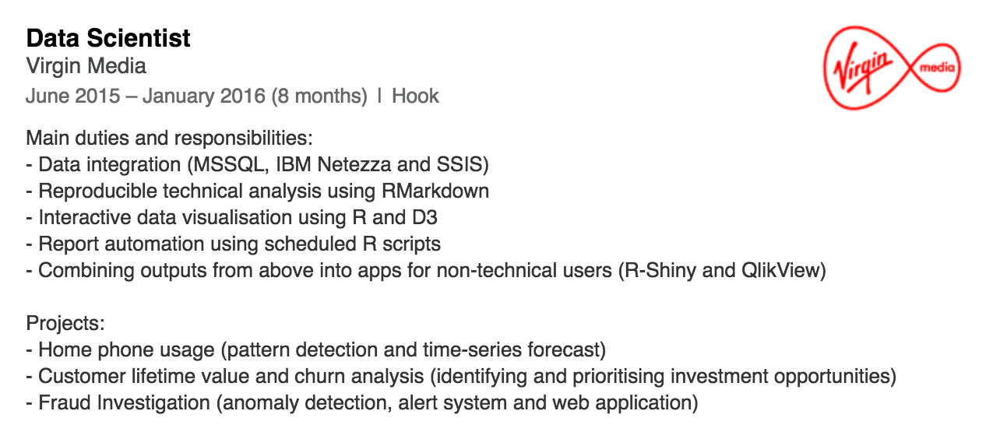 Data Scientist
Virgin Media
June 2015 – January 2016 (8 months) | Hook
Virgin media
Main duties and responsibilities:
- Data integration (MSSQL, IBM Netezza and SSIS)
- Reproducible technical analysis using RMarkdown
- Interactive data visualisation using R and D3
- Report automation using scheduled R scripts
- Combining outputs from above into apps for non-technical users (R-Shiny and QlikView)
Projects:
- Home phone usage (pattern detection and time-series forecast)
- Customer lifetime value and churn analysis (identifying and prioritising investment opportunities)
- Fraud Investigation (anomaly detection, alert system and web application)